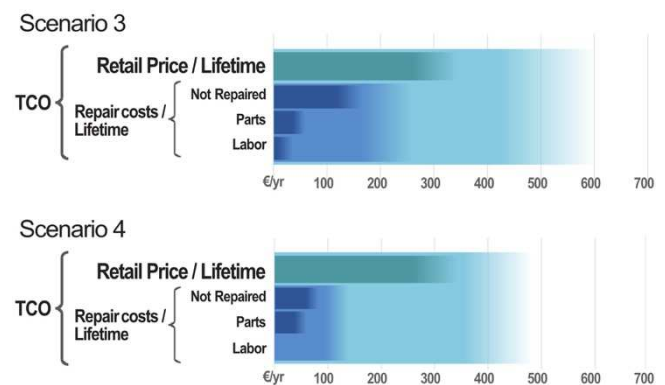 Scenario 3
Retail Price / Lifetime
TCO
Repair costs /
Lifetime
Not Repaired
Parts
Labor
€/yr 100 200 300 400 500 600 700
Scenario 4
Retail Price / Lifetime
TCO
Repair costs /
Lifetime
Not Repaired
Parts
Labor
€/yr 100 200 300 400 500 600 700